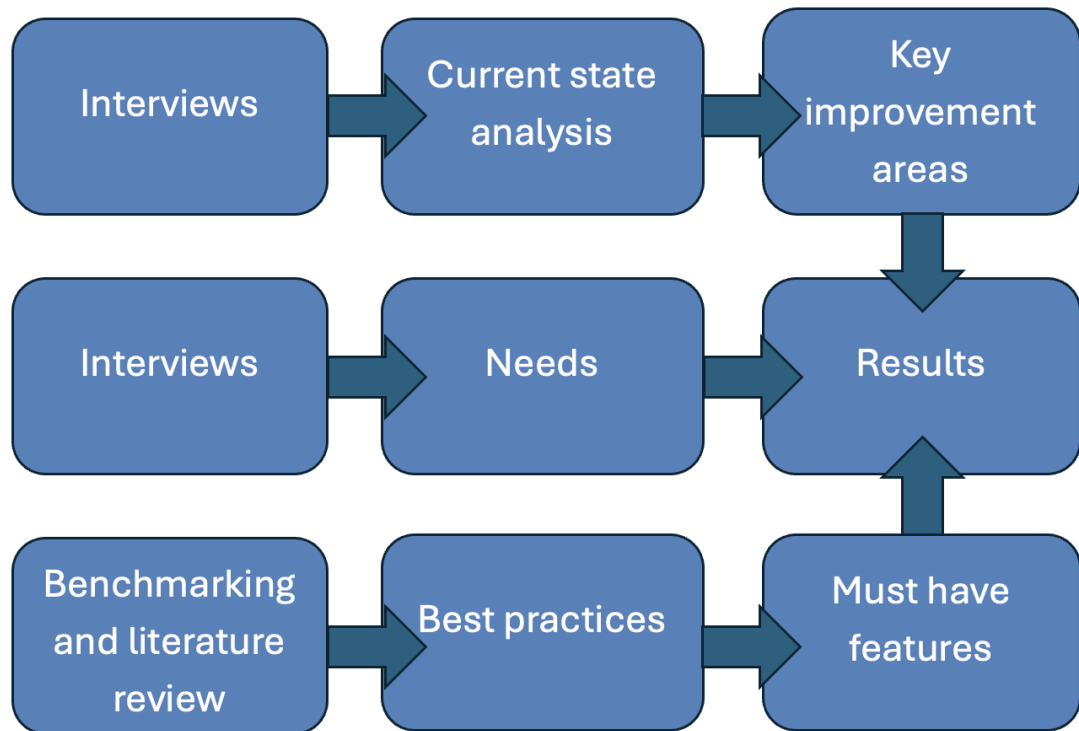 Interviews
Current state
analysis
Key
improvement
areas
Interviews
Needs
Results
Benchmarking
and literature
review
Best practices
Must have
features